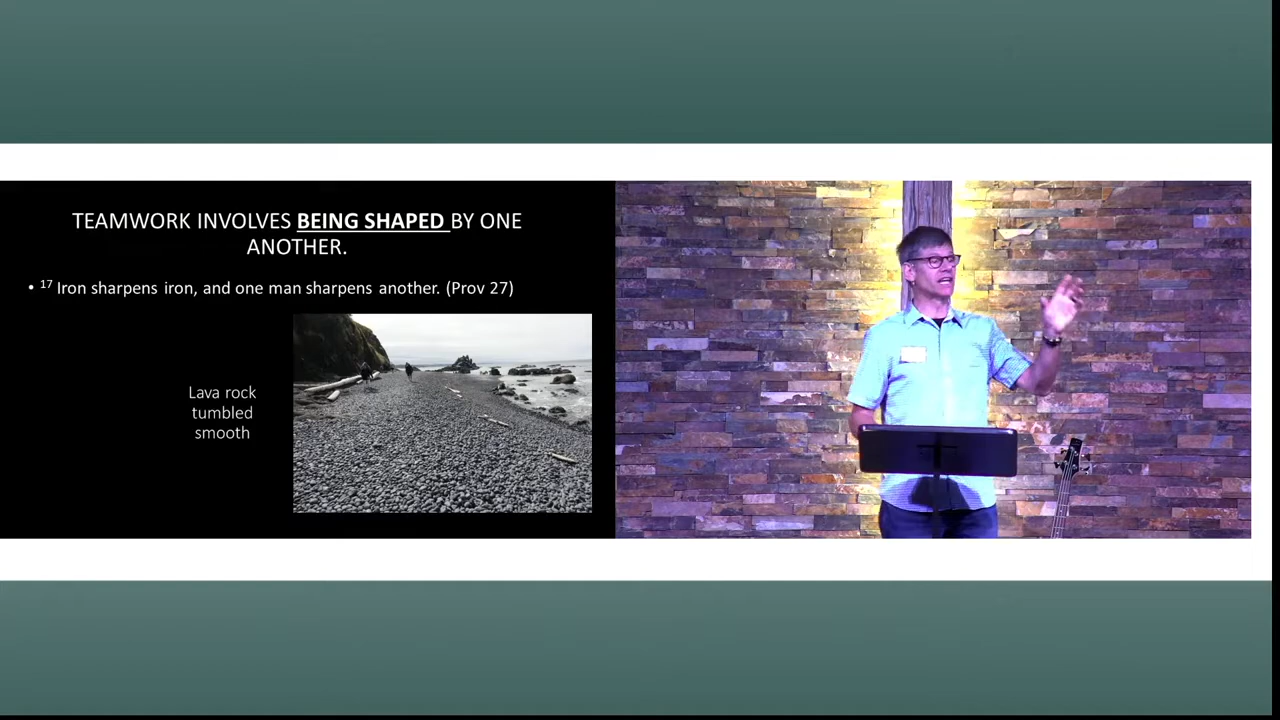 TEAMWORK INVOLVES BEING SHAPED BY ONE
ANOTHER.
• 17 Iron sharpens iron, and one man sharpens another. (Prov 27)
Lava rock
tumbled
smooth